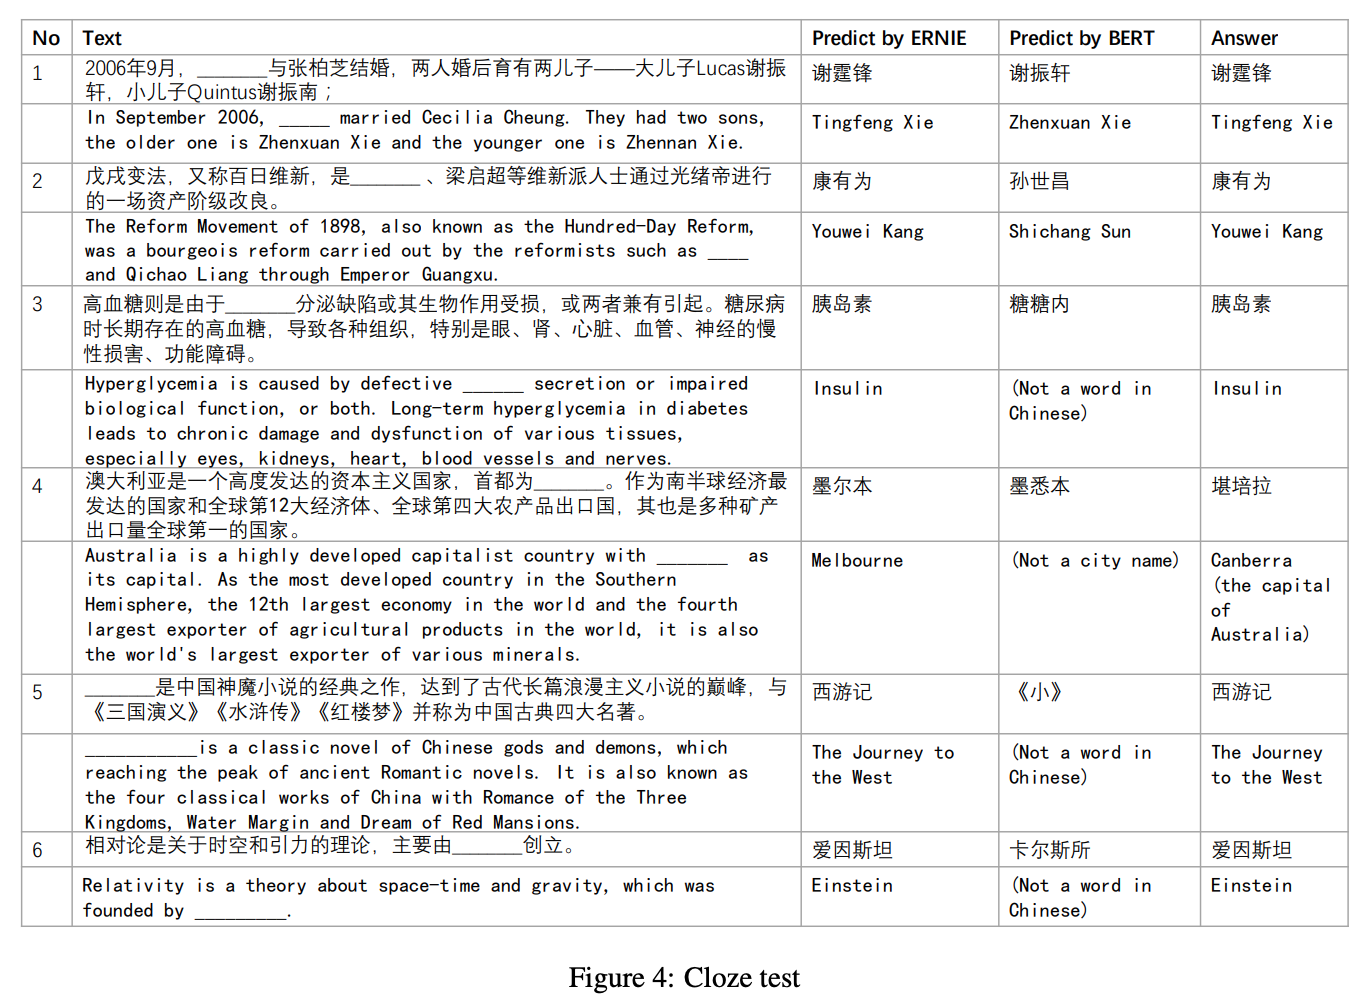 No Text Predict by ERNIE Predict by BERT Answer
1 2006年9月，_______与张柏芝结婚，两人婚后育有两儿子——大儿子Lucas谢振 谢霆锋 谢振轩 谢霆锋
轩，小儿子Quintus谢振南；
In September 2006, _____ married Cecilia Cheung. They had two sons, Tingfeng Xie Zhenxuan Xie Tingfeng Xie
the older one is Zhenxuan Xie and the younger one is Zhennan Xie.
2 戊戌变法，又称百日维新，是_______ 、梁启超等维新派人士通过光绪帝进行 康有为 孙世昌 康有为
的一场资产阶级改良。
The Reform Movement of 1898, also known as the Hundred-Day Reform, Youwei Kang Shichang Sun Youwei Kang
was a bourgeois reform carried out by the reformists such as ____
and Qichao Liang through Emperor Guangxu.
3 高血糖则是由于_______分泌缺陷或其生物作用受损，或两者兼有引起。糖尿病 胰岛素 糖糖内 胰岛素
时长期存在的高血糖，导致各种组织，特别是眼、肾、心脏、血管、神经的慢
性损害、功能障碍。
Hyperglycemia is caused by defective ______ secretion or impaired Insulin (Not a word in Insulin
biological function, or both. Long-term hyperglycemia in diabetes Chinese)
leads to chronic damage and dysfunction of various tissues,
especially eyes, kidneys, heart, blood vessels and nerves.
4 澳大利亚是一个高度发达的资本主义国家，首都为_______。作为南半球经济最 墨尔本 墨悉本 堪培拉
发达的国家和全球第12大经济体、全球第四大农产品出口国，其也是多种矿产
出口量全球第一的国家。
Australia is a highly developed capitalist country with _______ as Melbourne (Not a city name) Canberra
its capital. As the most developed country in the Southern (the capital
Hemisphere, the 12th largest economy in the world and the fourth of
largest exporter of agricultural products in the world, it is also Australia)
the world's largest exporter of various minerals.
5 _______是中国神魔小说的经典之作，达到了古代长篇浪漫主义小说的巅峰，与 西游记 《小》 西游记
《三国演义》《水浒传》《红楼梦》并称为中国古典四大名著。
___________is a classic novel of Chinese gods and demons, which The Journey to (Not a word in The Journey
reaching the peak of ancient Romantic novels. It is also known as the West Chinese) to the West
the four classical works of China with Romance of the Three
Kingdoms, Water Margin and Dream of Red Mansions.
6 相对论是关于时空和引力的理论，主要由_______创立。 爱因斯坦 卡尔斯所 爱因斯坦
Relativity is a theory about space-time and gravity, which was Einstein (Not a word in Einstein
founded by _________. Chinese)
Figure 4: Cloze test